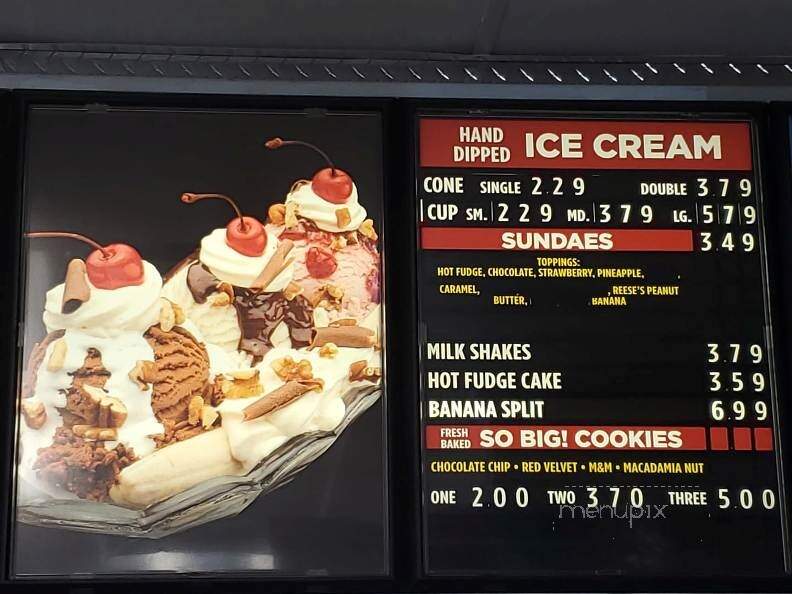 HAND DIPPED ICE CREAM
CONE SINGLE 2.29 DOUBLE 3.79
CUP SM. 2 29 MD. 3 79 LG. 5 79
SUNDAES 3.49
TOPPINGS:
HOT FUDGE, CHOCOLATE, STRAWBERRY, PINEAPPLE,
CARAMEL, , REESE'S PEANUT
BUTTER, BANANA
MILK SHAKES 3.79
HOT FUDGE CAKE 3.59
BANANA SPLIT 6.99
FRESH BAKED SO BIG! COOKIES
CHOCOLATE CHIP • RED VELVET • M&M • MACADAMIA NUT
ONE 2.00 TWO 3.70 THREE 5.00
menupix